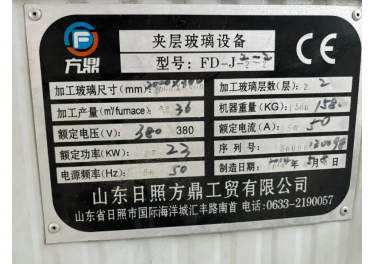 方鼎
夹层玻璃设备
CE
型号: FD-J2-2
加工玻璃尺寸(mm):
加工玻璃层数(层): 2
加工产量(㎡/furnace): 36
机器重量(KG): 1580
额定电压(V): 380 380
额定电流(A): 50
额定功率(KW): 23
序列号:
电源频率(Hz): 50
制造日期:
山东日照方鼎工贸有限公司
山东省日照市国际海洋城汇丰路南首 电话:0633-2190057